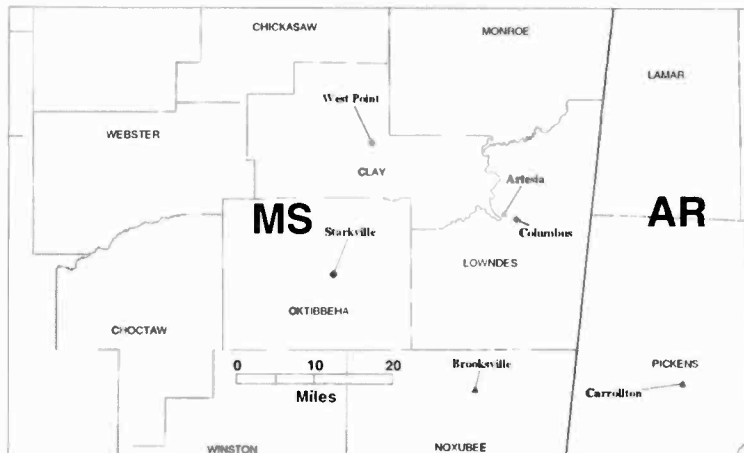 CHICKASAW
MONROE
LAMAR
West Point
WEBSTER
CLAY
Artesia
MS
AR
Starkville
Columbus
LOWNDES
OKTIBBEHA
CHOCTAW
0 10 20
Miles
Brooksville
PICKENS
Carrollton
WINSTON
NOXUBEE